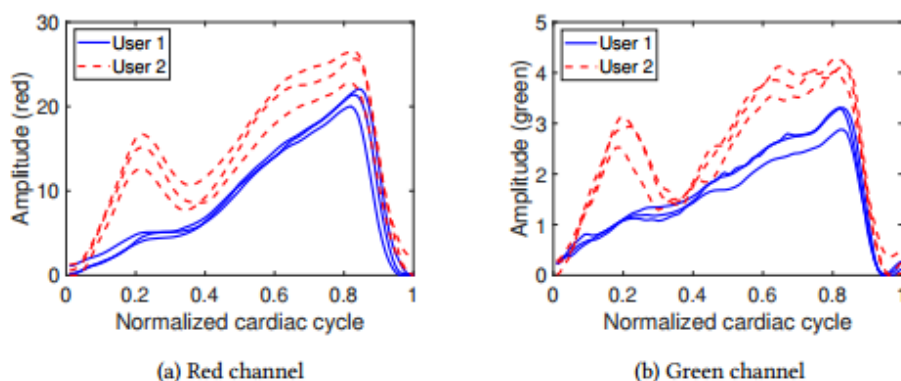 Amplitude (red)
30
20
10
0
User 1
User 2
0 0.2 0.4 0.6 0.8 1
Normalized cardiac cycle
(a) Red channel
Amplitude (green)
5
4
3
2
1
0
User 1
User 2
0 0.2 0.4 0.6 0.8 1
Normalized cardiac cycle
(b) Green channel